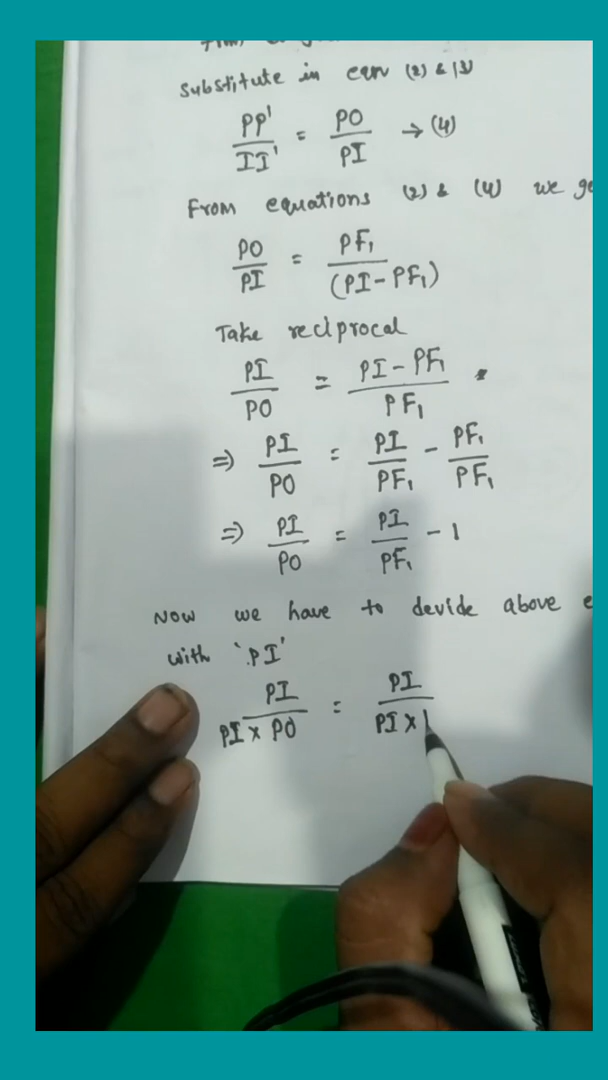 Substitute in eqn (2) & (3)
PP'/II' = PO/PI → (4)
From equations (2) & (4) we ge
PO/PI = PF₁/(PI - PF₁)
Take reciprocal
PI/PO = PI - PF₁/PF₁
⇒ PI/PO = PI/PF₁ - PF₁/PF₁
⇒ PI/PO = PI/PF₁ - 1
Now we have to devide above e
with 'PI'
PI/PI × PO = PI/PI ×